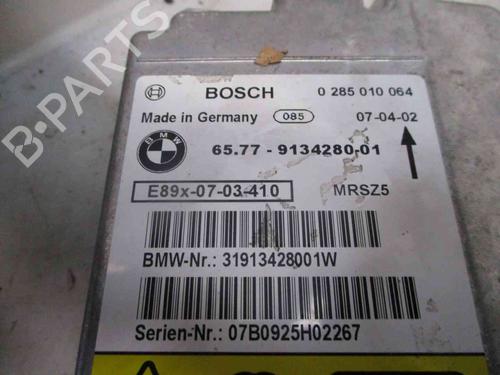 BOSCH 0 285 010 064
Made in Germany 085 07-04-02
BMW 65.77 - 9134280-01
E89x-07-03-410 MRSZ5
BMW-Nr.: 31913428001W
Serien-Nr.: 07B0925H02267
B-PARTS